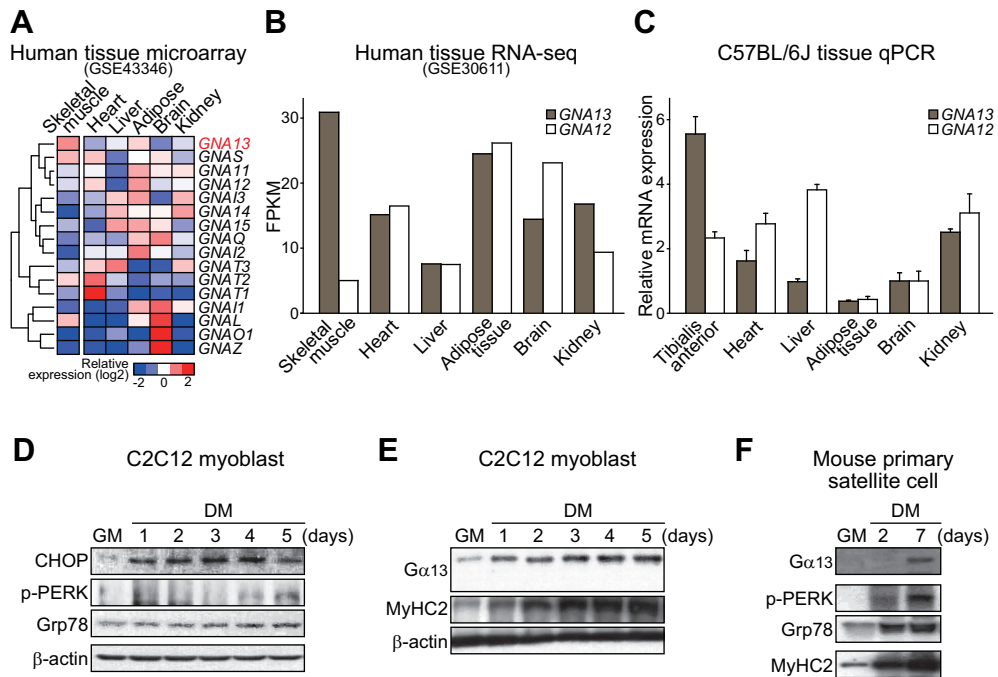 A
Human tissue microarray
(GSE43346)
Skeletal muscle
Heart
Liver
Adipose
Brain
Kidney
GNA13
GNAS
GNA11
GNA12
GNAI3
GNA14
GNA15
GNAQ
GNAI2
GNAT3
GNAT2
GNAT1
GNAI1
GNAL
GNAO1
GNAZ
Relative expression (log2)
-2 0 2
B
Human tissue RNA-seq
(GSE30611)
GNA13
GNA12
FPKM
30
20
10
0
Skeletal muscle
Heart
Liver
Adipose tissue
Brain
Kidney
C
C57BL/6J tissue qPCR
GNA13
GNA12
Relative mRNA expression
6
4
2
0
Tibialis anterior
Heart
Liver
Adipose tissue
Brain
Kidney
D
C2C12 myoblast
DM
GM 1 2 3 4 5 (days)
CHOP
p-PERK
Grp78
β-actin
E
C2C12 myoblast
DM
GM 1 2 3 4 5 (days)
Gα13
MyHC2
β-actin
F
Mouse primary
satellite cell
DM
GM 2 7 (days)
Gα13
p-PERK
Grp78
MyHC2